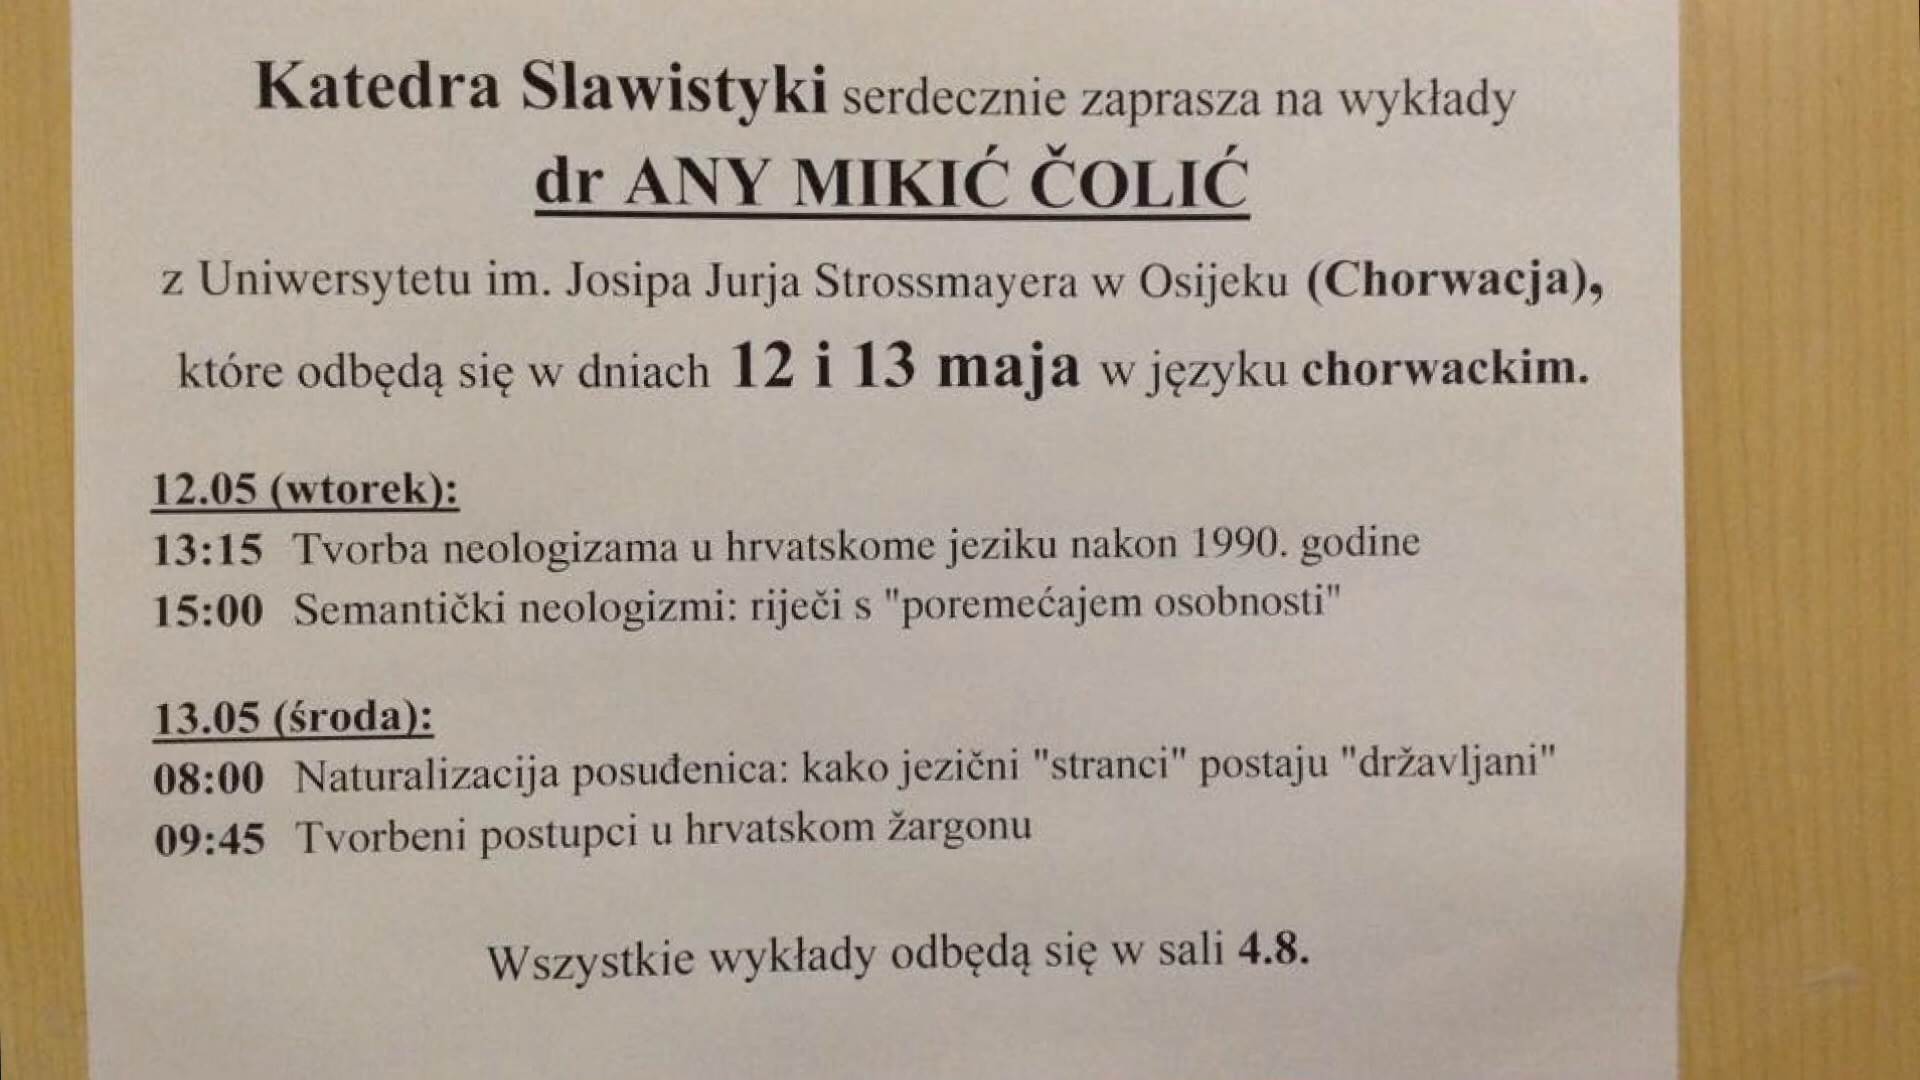 Katedra Slawistyki serdecznie zaprasza na wykłady
dr ANY MIKIĆ ČOLIĆ
z Uniwersytetu im. Josipa Jurja Strossmayera w Osijeku (Chorwacja),
które odbędą się w dniach 12 i 13 maja w języku chorwackim.
12.05 (wtorek):
13:15 Tvorba neologizama u hrvatskome jeziku nakon 1990. godine
15:00 Semantički neologizmi: riječi s "poremećajem osobnosti"
13.05 (środa):
08:00 Naturalizacija posuđenica: kako jezični "stranci" postaju "državljani"
09:45 Tvorbeni postupci u hrvatskom žargonu
Wszystkie wykłady odbędą się w sali 4.8.